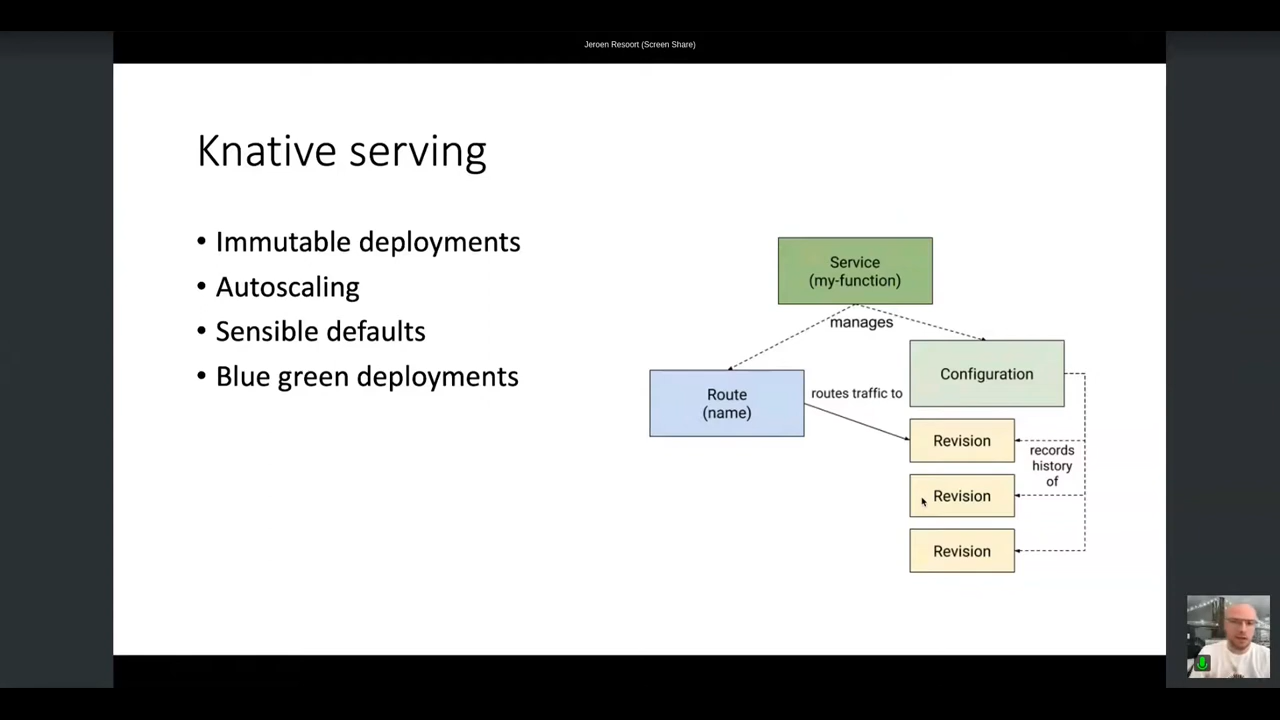 Jeroen Resoort (Screen Share)
Knative serving
• Immutable deployments
• Autoscaling
• Sensible defaults
• Blue green deployments
Service
(my-function)
manages
Route
(name)
routes traffic to
Configuration
Revision
records
history
of
Revision
Revision